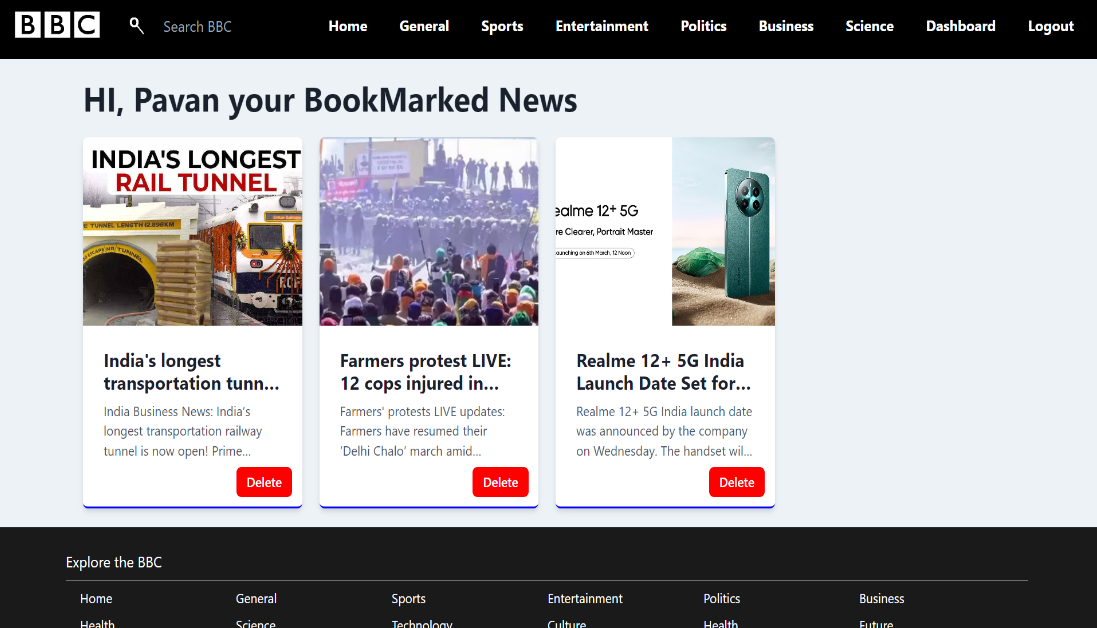 BBC
Search BBC
Home General Sports Entertainment Politics Business Science Dashboard Logout
HI, Pavan your BookMarked News
INDIA'S LONGEST
RAIL TUNNEL
TUNNEL LENGTH 12.896KM
ealme 12+ 5G
re Clearer, Portrait Master
aunching on 6th March, 12 Noon
India's longest
transportation tunn...
India Business News: India's
longest transportation railway
tunnel is now open! Prime...
Delete
Farmers protest LIVE:
12 cops injured in...
Farmers' protests LIVE updates:
Farmers have resumed their
'Delhi Chalo' march amid...
Delete
Realme 12+ 5G India
Launch Date Set for...
Realme 12+ 5G India launch date
was announced by the company
on Wednesday. The handset wil...
Delete
Explore the BBC
Home General Sports Entertainment Politics Business
Health Science Technology Culture Health Future